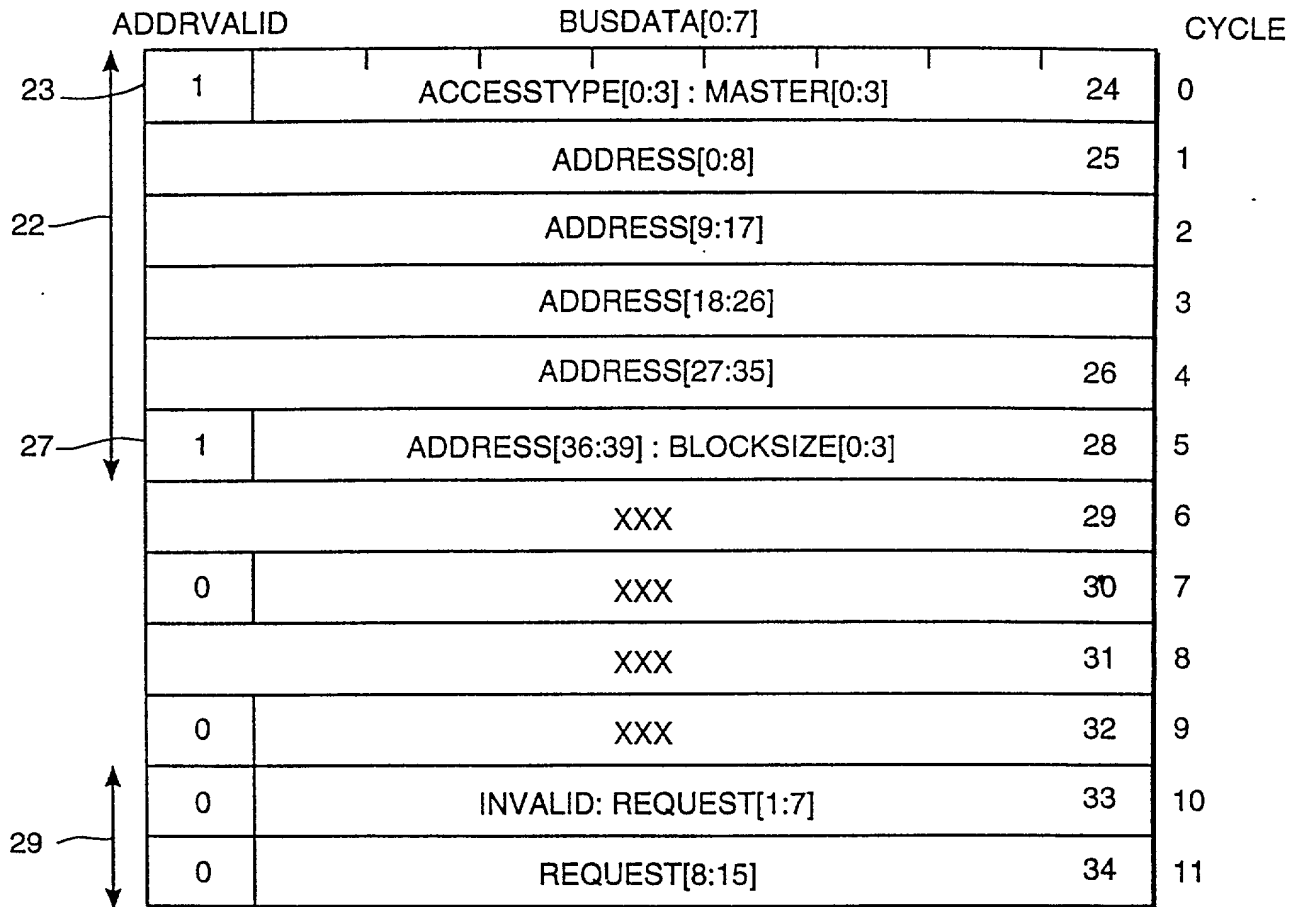 ADDRVALID BUSDATA[0:7] CYCLE
23 1 ACCESSTYPE[0:3] : MASTER[0:3] 24 0
ADDRESS[0:8] 25 1
22 ADDRESS[9:17] 2
ADDRESS[18:26] 3
ADDRESS[27:35] 26 4
27 1 ADDRESS[36:39] : BLOCKSIZE[0:3] 28 5
XXX 29 6
0 XXX 30 7
XXX 31 8
0 XXX 32 9
0 INVALID: REQUEST[1:7] 33 10
29 0 REQUEST[8:15] 34 11